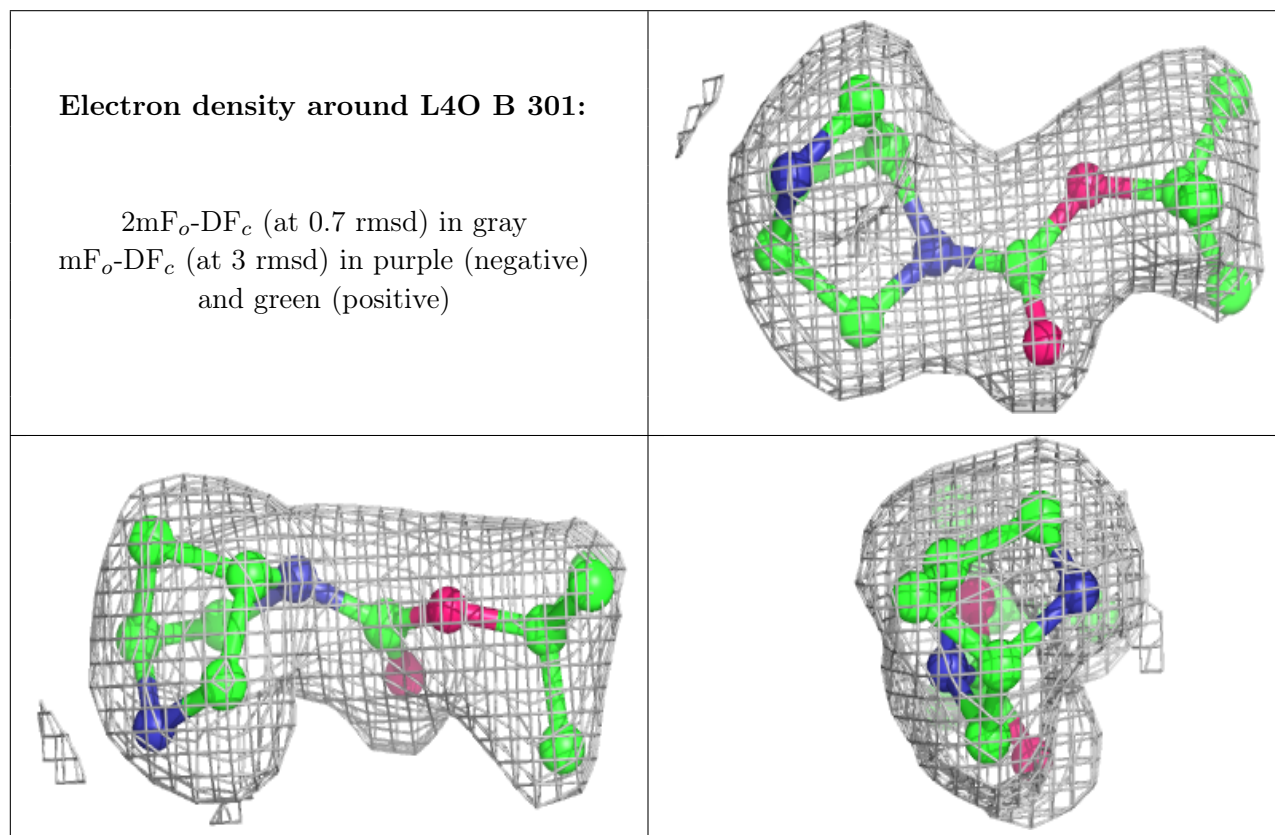 Electron density around L4O B 301:
2mFo-DFc (at 0.7 rmsd) in gray
mFo-DFc (at 3 rmsd) in purple (negative)
and green (positive)